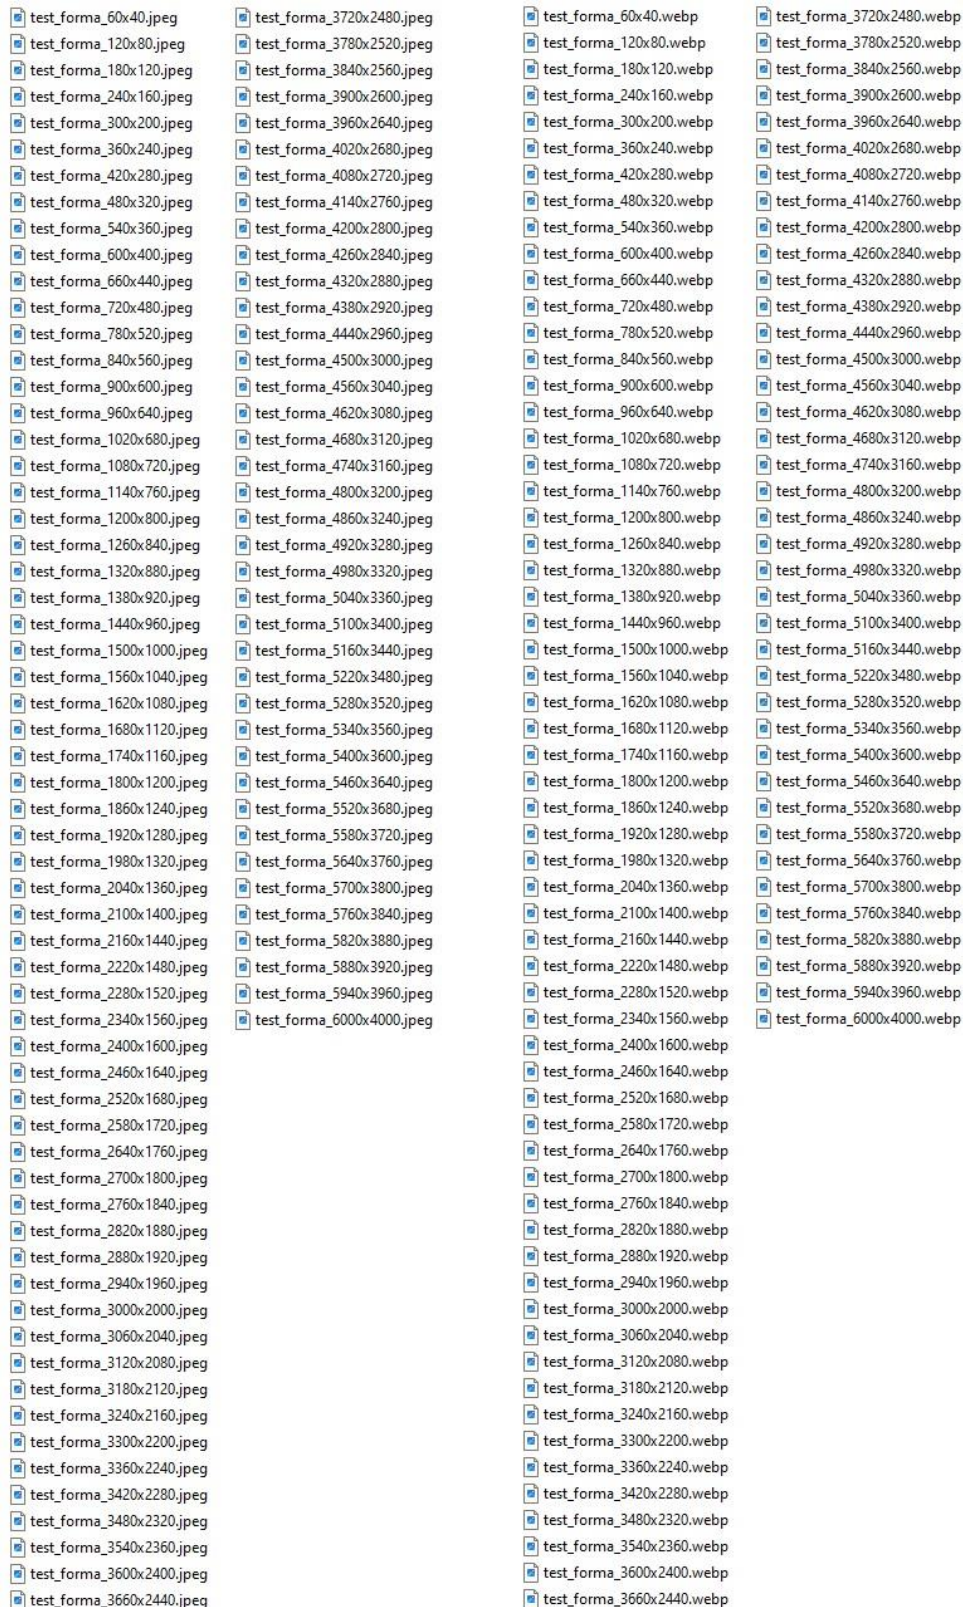 test_forma_60x40.jpeg
test_forma_120x80.jpeg
test_forma_180x120.jpeg
test_forma_240x160.jpeg
test_forma_300x200.jpeg
test_forma_360x240.jpeg
test_forma_420x280.jpeg
test_forma_480x320.jpeg
test_forma_540x360.jpeg
test_forma_600x400.jpeg
test_forma_660x440.jpeg
test_forma_720x480.jpeg
test_forma_780x520.jpeg
test_forma_840x560.jpeg
test_forma_900x600.jpeg
test_forma_960x640.jpeg
test_forma_1020x680.jpeg
test_forma_1080x720.jpeg
test_forma_1140x760.jpeg
test_forma_1200x800.jpeg
test_forma_1260x840.jpeg
test_forma_1320x880.jpeg
test_forma_1380x920.jpeg
test_forma_1440x960.jpeg
test_forma_1500x1000.jpeg
test_forma_1560x1040.jpeg
test_forma_1620x1080.jpeg
test_forma_1680x1120.jpeg
test_forma_1740x1160.jpeg
test_forma_1800x1200.jpeg
test_forma_1860x1240.jpeg
test_forma_1920x1280.jpeg
test_forma_1980x1320.jpeg
test_forma_2040x1360.jpeg
test_forma_2100x1400.jpeg
test_forma_2160x1440.jpeg
test_forma_2220x1480.jpeg
test_forma_2280x1520.jpeg
test_forma_2340x1560.jpeg
test_forma_2400x1600.jpeg
test_forma_2460x1640.jpeg
test_forma_2520x1680.jpeg
test_forma_2580x1720.jpeg
test_forma_2640x1760.jpeg
test_forma_2700x1800.jpeg
test_forma_2760x1840.jpeg
test_forma_2820x1880.jpeg
test_forma_2880x1920.jpeg
test_forma_2940x1960.jpeg
test_forma_3000x2000.jpeg
test_forma_3060x2040.jpeg
test_forma_3120x2080.jpeg
test_forma_3180x2120.jpeg
test_forma_3240x2160.jpeg
test_forma_3300x2200.jpeg
test_forma_3360x2240.jpeg
test_forma_3420x2280.jpeg
test_forma_3480x2320.jpeg
test_forma_3540x2360.jpeg
test_forma_3600x2400.jpeg
test_forma_3660x2440.jpeg
test_forma_3720x2480.jpeg
test_forma_3780x2520.jpeg
test_forma_3840x2560.jpeg
test_forma_3900x2600.jpeg
test_forma_3960x2640.jpeg
test_forma_4020x2680.jpeg
test_forma_4080x2720.jpeg
test_forma_4140x2760.jpeg
test_forma_4200x2800.jpeg
test_forma_4260x2840.jpeg
test_forma_4320x2880.jpeg
test_forma_4380x2920.jpeg
test_forma_4440x2960.jpeg
test_forma_4500x3000.jpeg
test_forma_4560x3040.jpeg
test_forma_4620x3080.jpeg
test_forma_4680x3120.jpeg
test_forma_4740x3160.jpeg
test_forma_4800x3200.jpeg
test_forma_4860x3240.jpeg
test_forma_4920x3280.jpeg
test_forma_4980x3320.jpeg
test_forma_5040x3360.jpeg
test_forma_5100x3400.jpeg
test_forma_5160x3440.jpeg
test_forma_5220x3480.jpeg
test_forma_5280x3520.jpeg
test_forma_5340x3560.jpeg
test_forma_5400x3600.jpeg
test_forma_5460x3640.jpeg
test_forma_5520x3680.jpeg
test_forma_5580x3720.jpeg
test_forma_5640x3760.jpeg
test_forma_5700x3800.jpeg
test_forma_5760x3840.jpeg
test_forma_5820x3880.jpeg
test_forma_5880x3920.jpeg
test_forma_5940x3960.jpeg
test_forma_6000x4000.jpeg
test_forma_60x40.webp
test_forma_120x80.webp
test_forma_180x120.webp
test_forma_240x160.webp
test_forma_300x200.webp
test_forma_360x240.webp
test_forma_420x280.webp
test_forma_480x320.webp
test_forma_540x360.webp
test_forma_600x400.webp
test_forma_660x440.webp
test_forma_720x480.webp
test_forma_780x520.webp
test_forma_840x560.webp
test_forma_900x600.webp
test_forma_960x640.webp
test_forma_1020x680.webp
test_forma_1080x720.webp
test_forma_1140x760.webp
test_forma_1200x800.webp
test_forma_1260x840.webp
test_forma_1320x880.webp
test_forma_1380x920.webp
test_forma_1440x960.webp
test_forma_1500x1000.webp
test_forma_1560x1040.webp
test_forma_1620x1080.webp
test_forma_1680x1120.webp
test_forma_1740x1160.webp
test_forma_1800x1200.webp
test_forma_1860x1240.webp
test_forma_1920x1280.webp
test_forma_1980x1320.webp
test_forma_2040x1360.webp
test_forma_2100x1400.webp
test_forma_2160x1440.webp
test_forma_2220x1480.webp
test_forma_2280x1520.webp
test_forma_2340x1560.webp
test_forma_2400x1600.webp
test_forma_2460x1640.webp
test_forma_2520x1680.webp
test_forma_2580x1720.webp
test_forma_2640x1760.webp
test_forma_2700x1800.webp
test_forma_2760x1840.webp
test_forma_2820x1880.webp
test_forma_2880x1920.webp
test_forma_2940x1960.webp
test_forma_3000x2000.webp
test_forma_3060x2040.webp
test_forma_3120x2080.webp
test_forma_3180x2120.webp
test_forma_3240x2160.webp
test_forma_3300x2200.webp
test_forma_3360x2240.webp
test_forma_3420x2280.webp
test_forma_3480x2320.webp
test_forma_3540x2360.webp
test_forma_3600x2400.webp
test_forma_3660x2440.webp
test_forma_3720x2480.webp
test_forma_3780x2520.webp
test_forma_3840x2560.webp
test_forma_3900x2600.webp
test_forma_3960x2640.webp
test_forma_4020x2680.webp
test_forma_4080x2720.webp
test_forma_4140x2760.webp
test_forma_4200x2800.webp
test_forma_4260x2840.webp
test_forma_4320x2880.webp
test_forma_4380x2920.webp
test_forma_4440x2960.webp
test_forma_4500x3000.webp
test_forma_4560x3040.webp
test_forma_4620x3080.webp
test_forma_4680x3120.webp
test_forma_4740x3160.webp
test_forma_4800x3200.webp
test_forma_4860x3240.webp
test_forma_4920x3280.webp
test_forma_4980x3320.webp
test_forma_5040x3360.webp
test_forma_5100x3400.webp
test_forma_5160x3440.webp
test_forma_5220x3480.webp
test_forma_5280x3520.webp
test_forma_5340x3560.webp
test_forma_5400x3600.webp
test_forma_5460x3640.webp
test_forma_5520x3680.webp
test_forma_5580x3720.webp
test_forma_5640x3760.webp
test_forma_5700x3800.webp
test_forma_5760x3840.webp
test_forma_5820x3880.webp
test_forma_5880x3920.webp
test_forma_5940x3960.webp
test_forma_6000x4000.webp